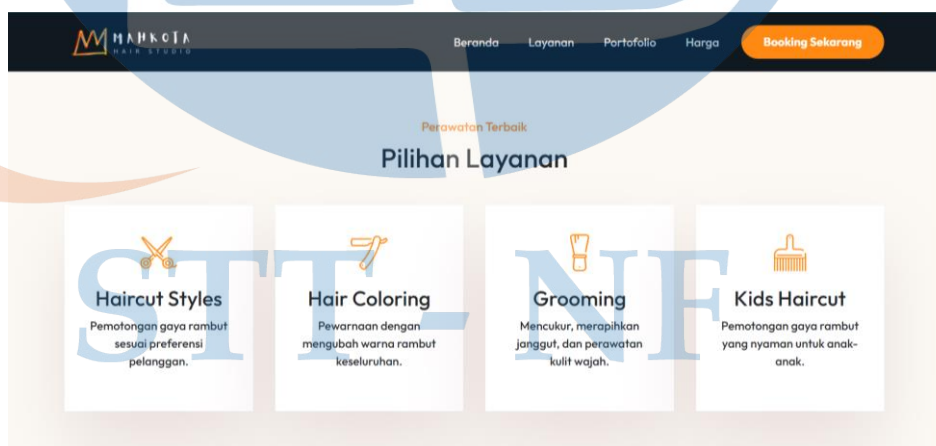 MAHKOTA
HAIR STUDIO
Beranda Layanan Portofolio Harga Booking Sekarang
Perawatan Terbaik
Pilihan Layanan
Haircut Styles
Pemotongan gaya rambut
sesuai preferensi
pelanggan.
Hair Coloring
Pewarnaan dengan
mengubah warna rambut
keseluruhan.
Grooming
Mencukur, merapihkan
janggut, dan perawatan
kulit wajah.
Kids Haircut
Pemotongan gaya rambut
yang nyaman untuk anak-
anak.
STT - NF